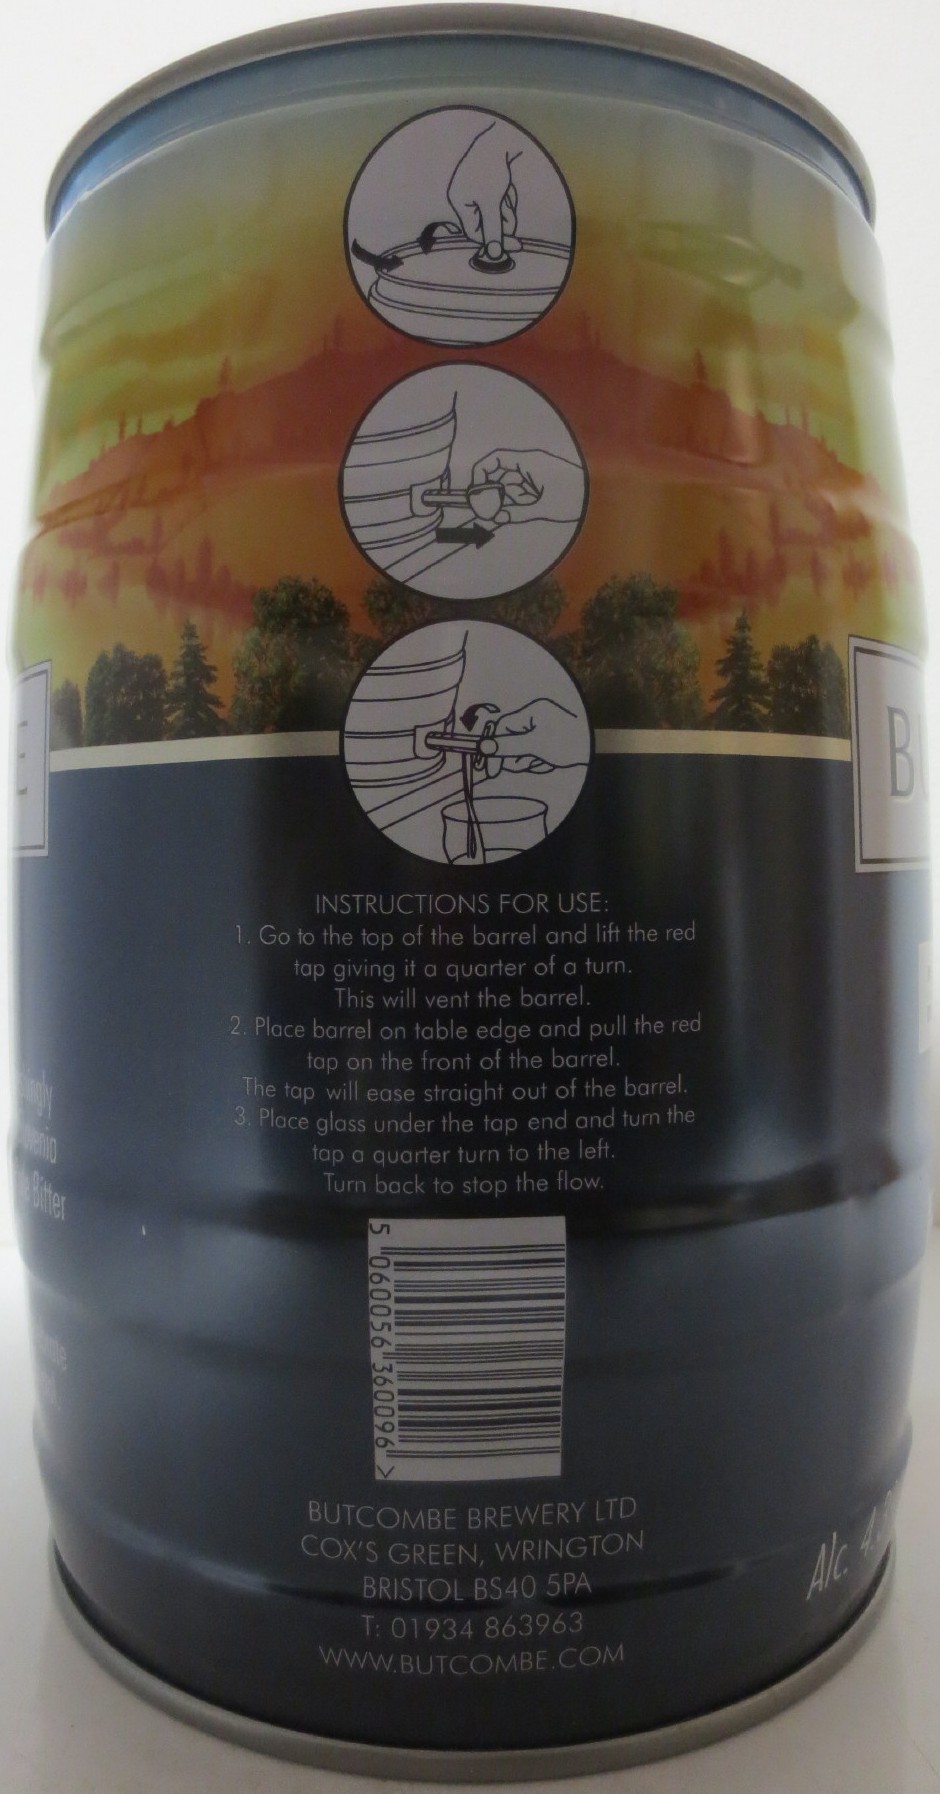 E
BU
INSTRUCTIONS FOR USE:
1. Go to the top of the barrel and lift the red
tap giving it a quarter of a turn.
This will vent the barrel.
2. Place barrel on table edge and pull the red
tap on the front of the barrel.
The tap will ease straight out of the barrel.
3. Place glass under the tap end and turn the
tap a quarter turn to the left.
Turn back to stop the flow.
Bitter
5 060056 360096 >
BUTCOMBE BREWERY LTD
COX'S GREEN, WRINGTON
BRISTOL BS40 5PA
T: 01934 863963
WWW.BUTCOMBE.COM
Alc. 4.